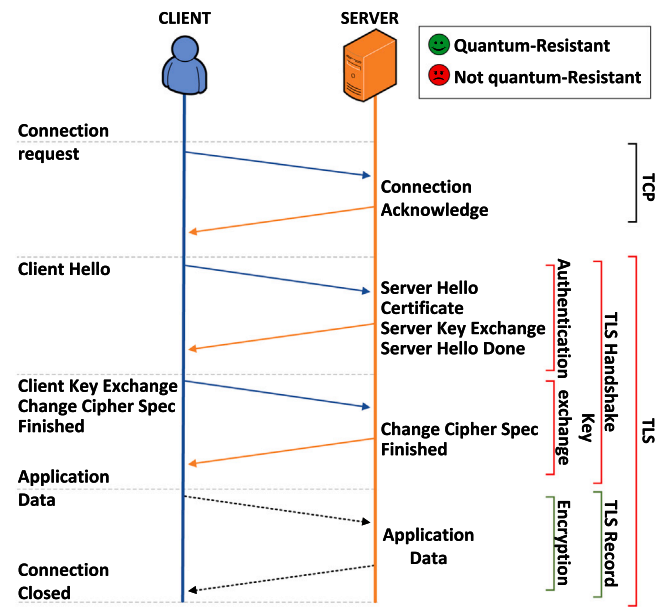 CLIENT
SERVER
Quantum-Resistant
Not quantum-Resistant
Connection
request
Connection
Acknowledge
TCP
Client Hello
Server Hello
Certificate
Server Key Exchange
Server Hello Done
Authentication
TLS Handshake
TLS
Client Key Exchange
Change Cipher Spec
Finished
Change Cipher Spec
Finished
Key
exchange
Application
Data
Application
Data
Encryption
TLS Record
Connection
Closed